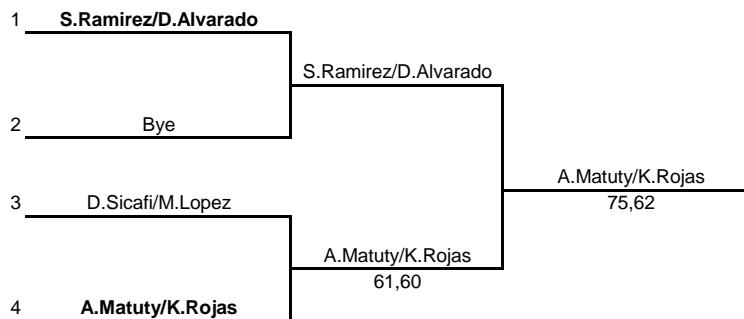 1 S.Ramirez/D.Alvarado
S.Ramirez/D.Alvarado
2 Bye
A.Matuty/K.Rojas
75,62
3 D.Sicafi/M.Lopez
A.Matuty/K.Rojas
61,60
4 A.Matuty/K.Rojas